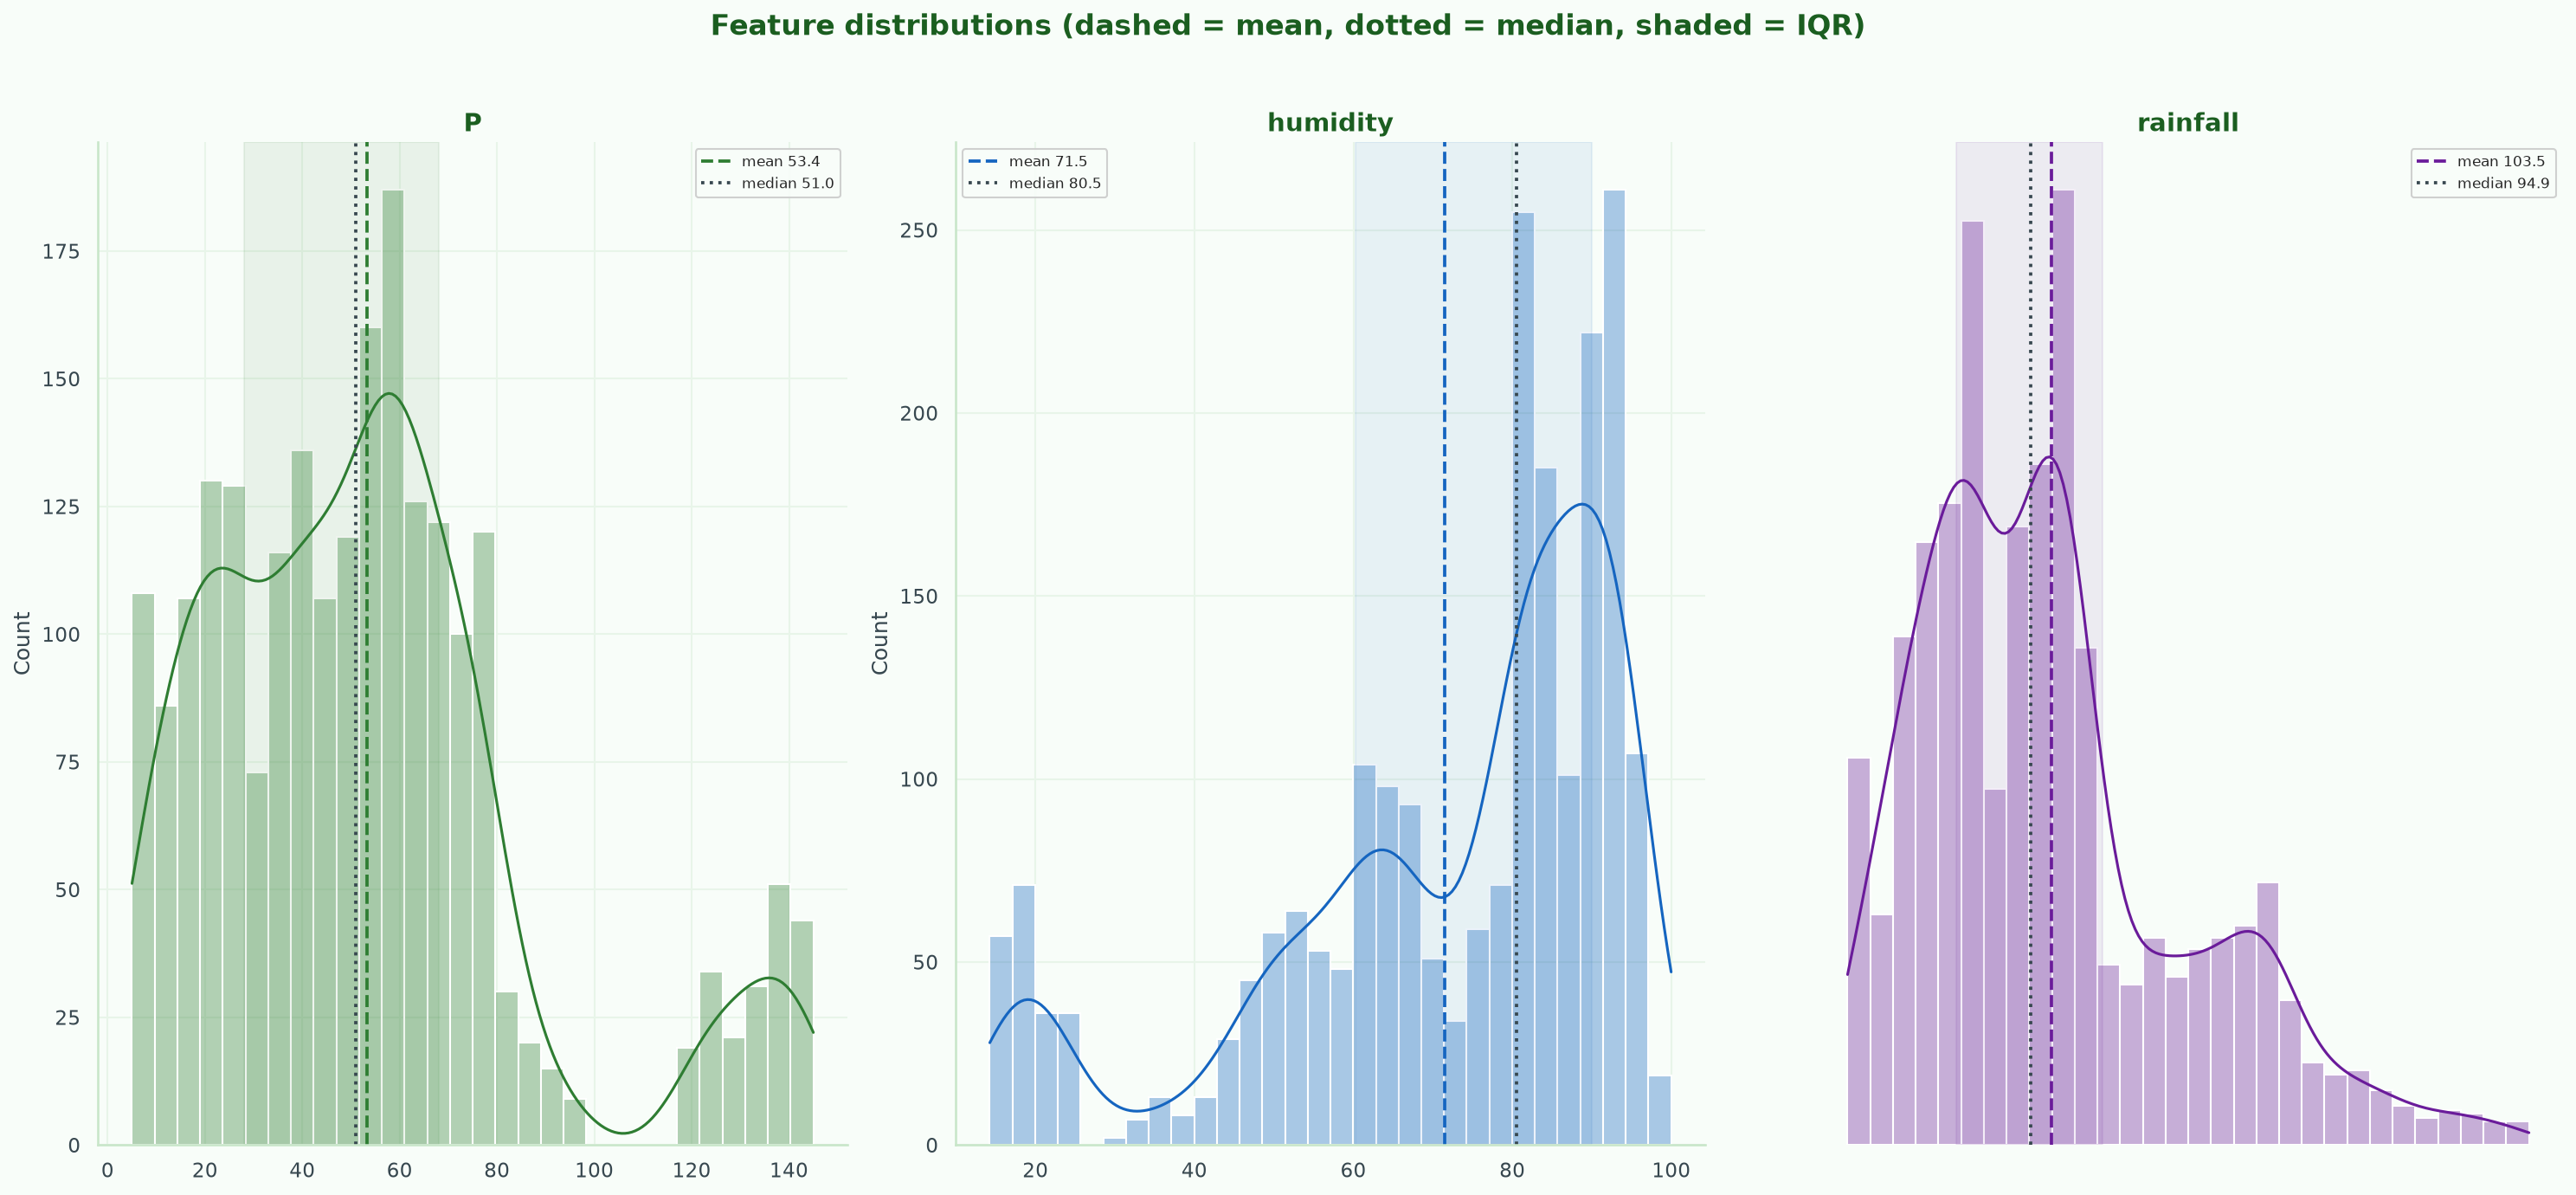 Feature distributions (dashed = mean, dotted = median, shaded = IQR)
P
mean 53.4
median 51.0
Count
175
150
125
100
75
50
25
0
0 20 40 60 80 100 120 140
humidity
mean 71.5
median 80.5
Count
250
200
150
100
50
0
20 40 60 80 100
rainfall
mean 103.5
median 94.9